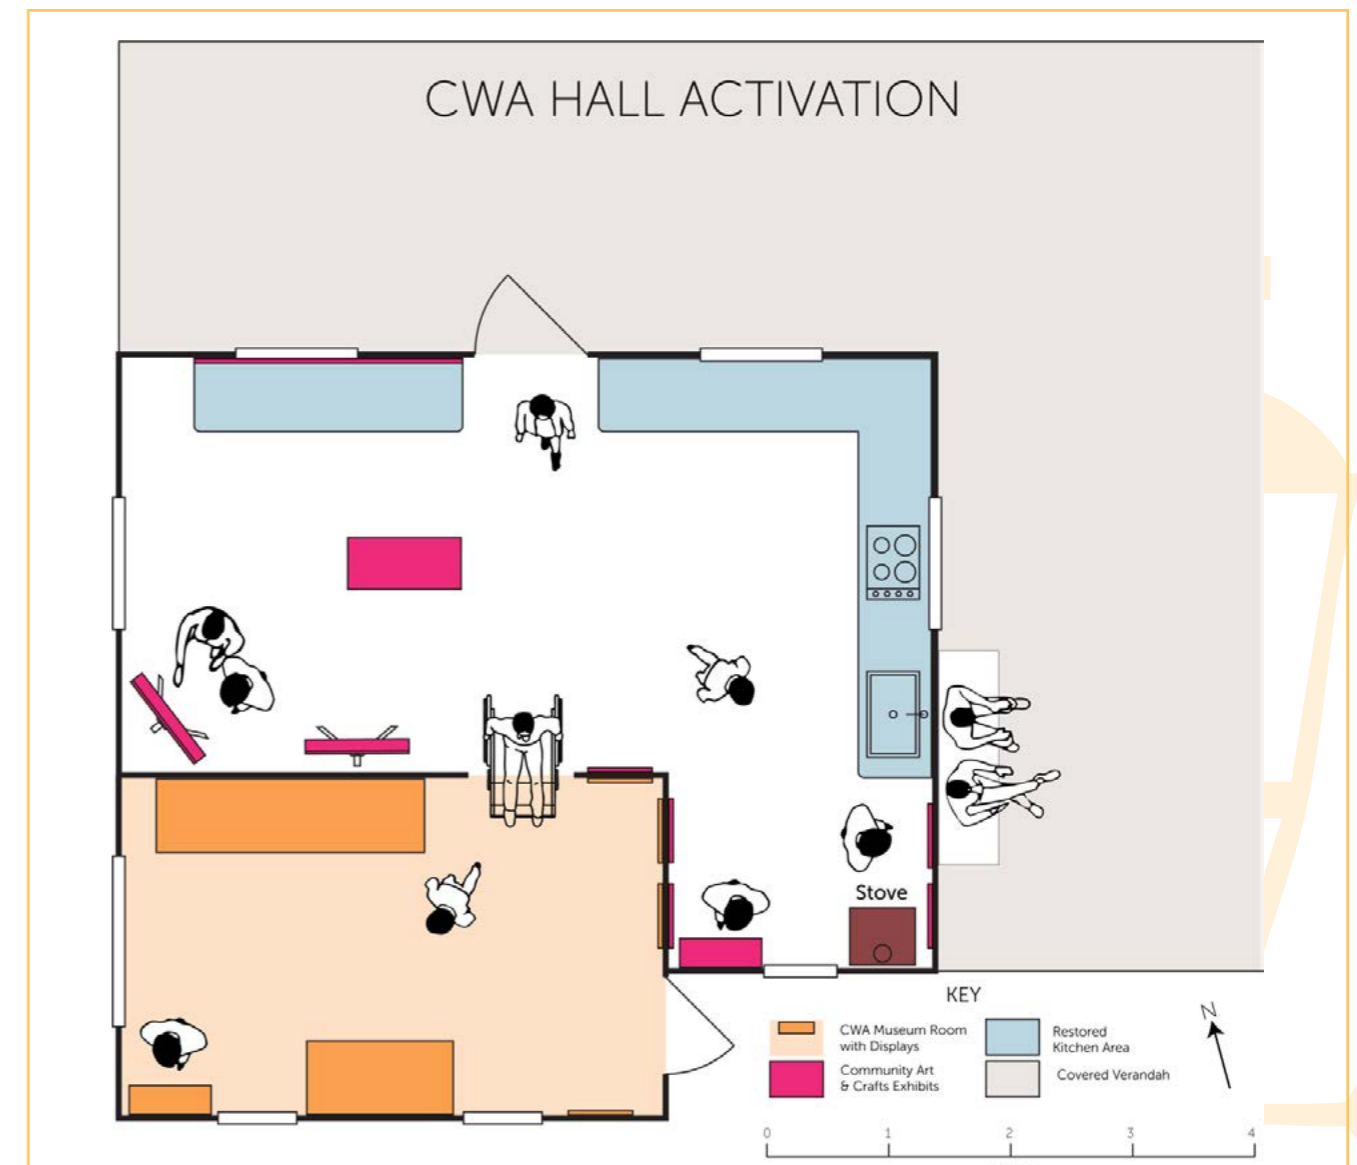 CWA HALL ACTIVATION
Stove
KEY
N
CWA Museum Room
with Displays
Restored
Kitchen Area
Community Art
& Crafts Exhibits
Covered Verandah
0 1 2 3 4